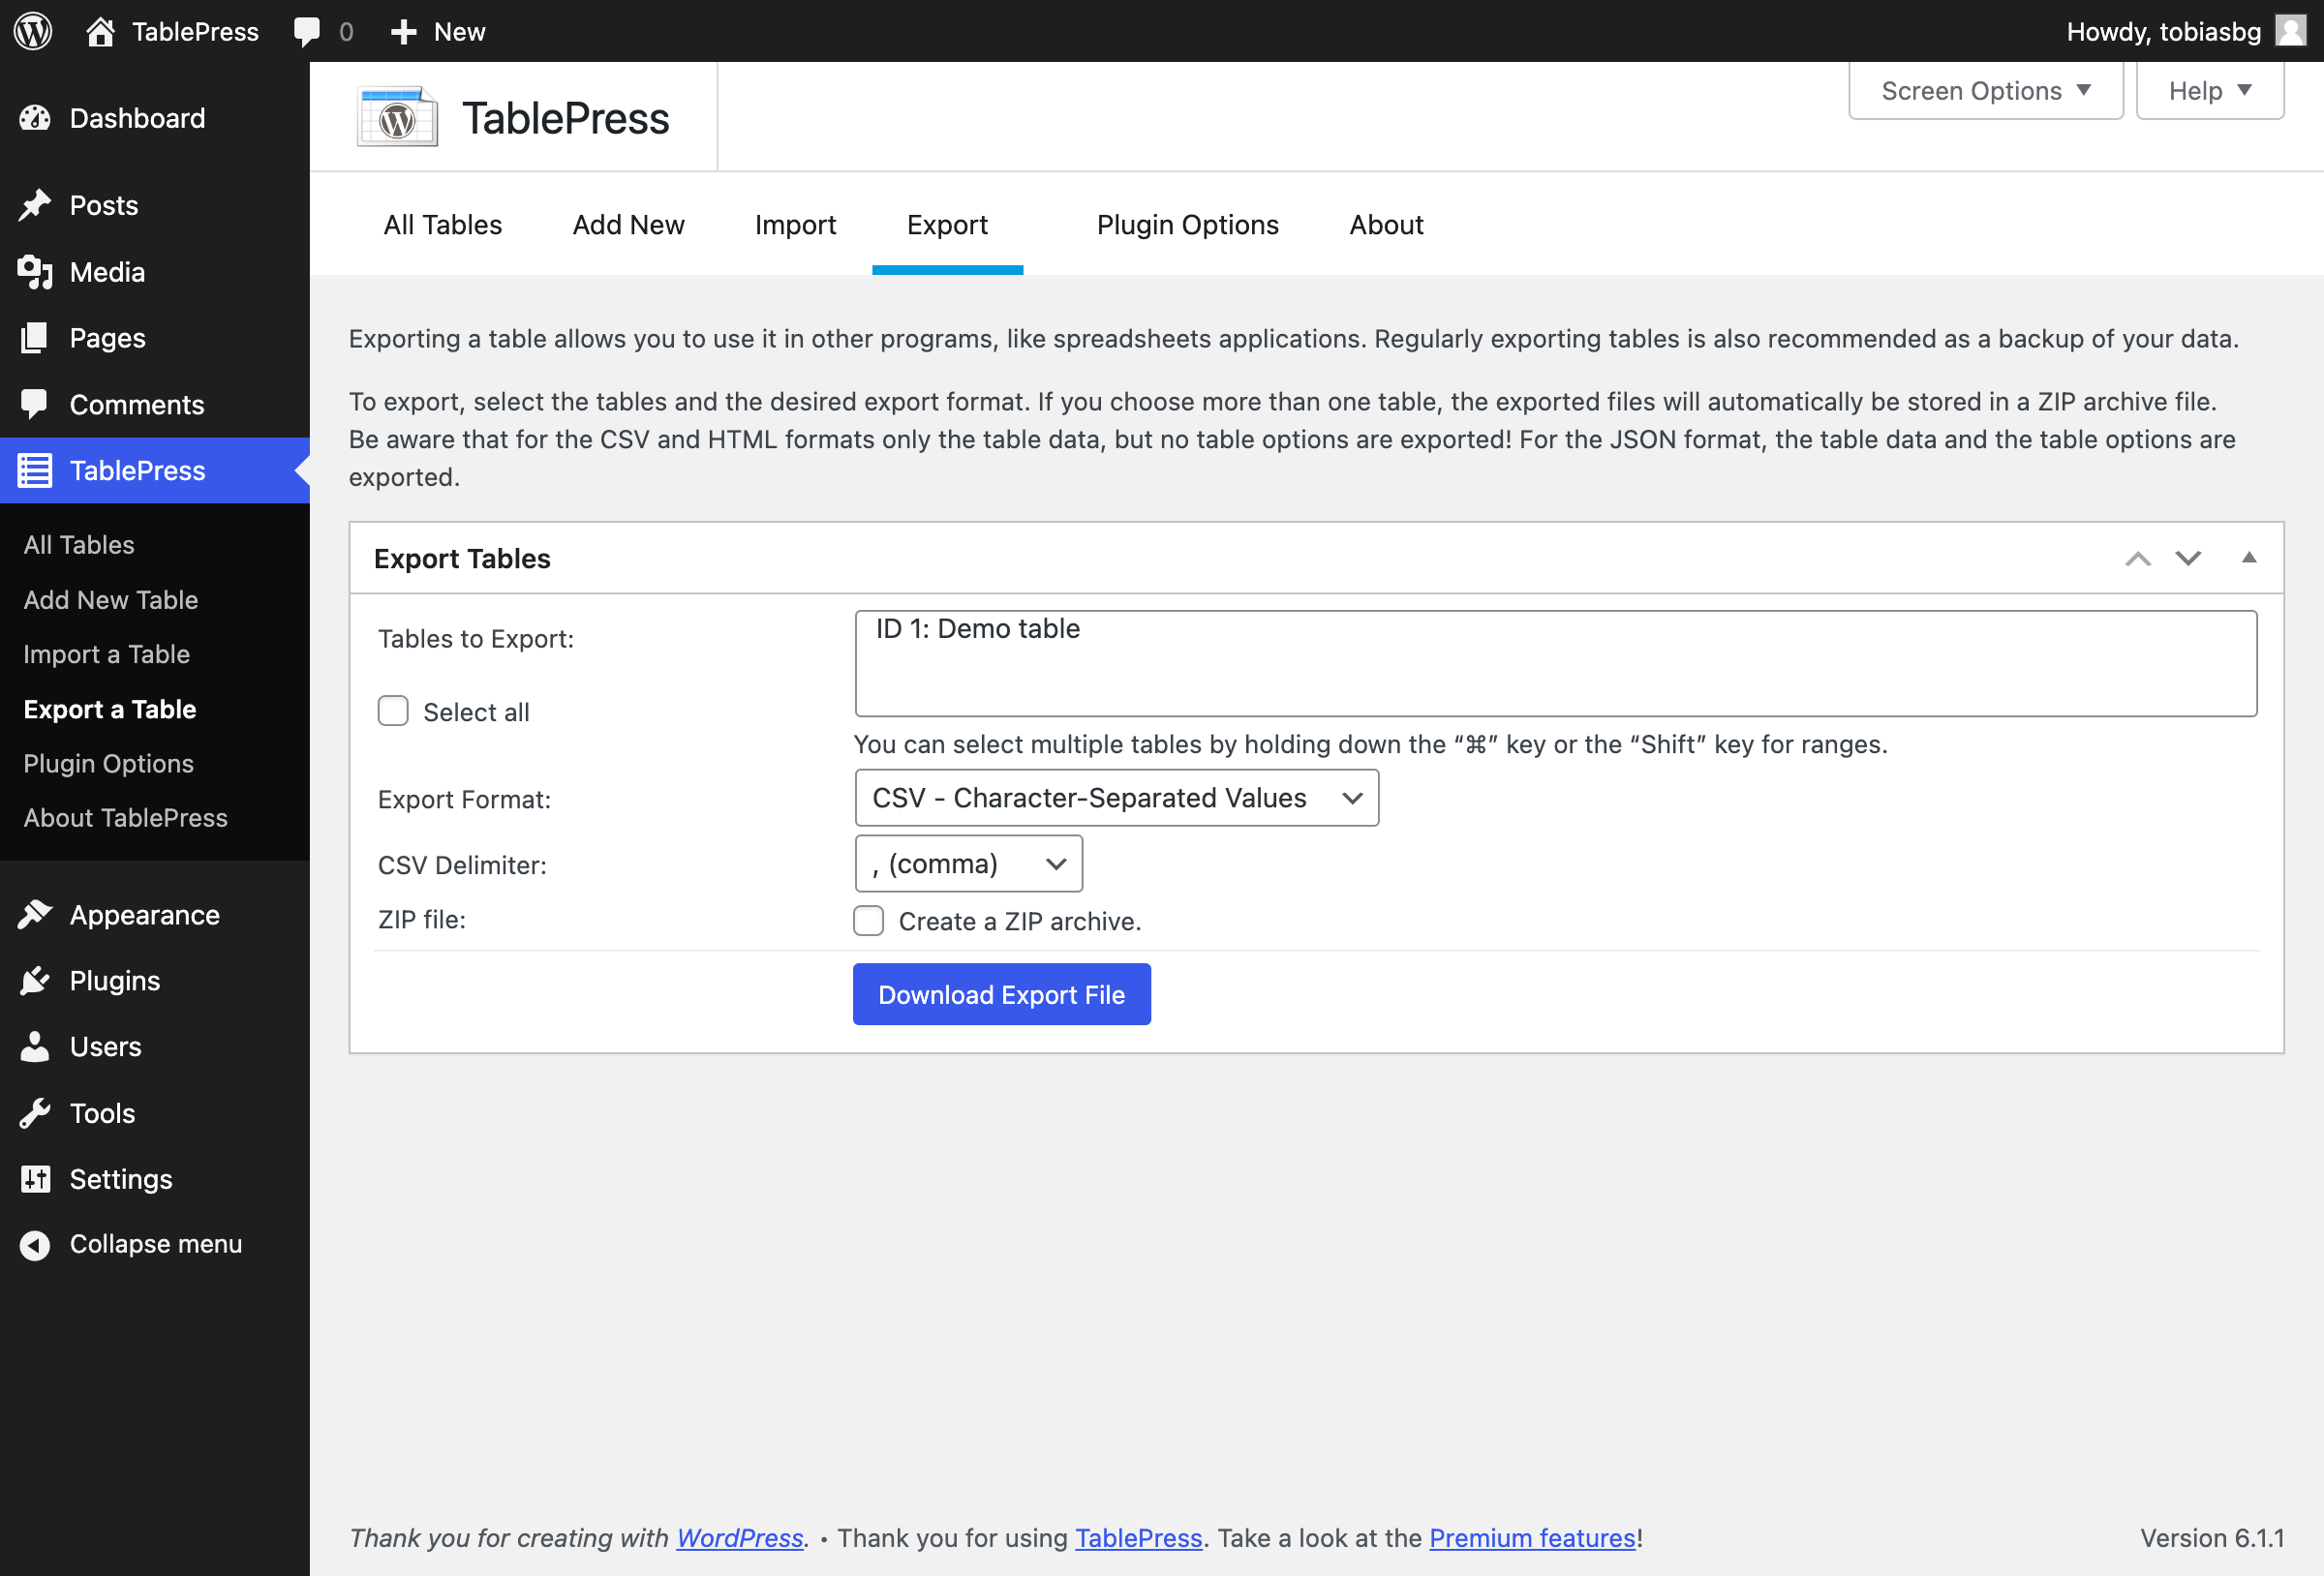 TablePress
0
New
Howdy, tobiasbg
Dashboard
Posts
Media
Pages
Comments
TablePress
All Tables
Add New Table
Import a Table
Export a Table
Plugin Options
About TablePress
Appearance
Plugins
Users
Tools
Settings
Collapse menu
TablePress
Screen Options
Help
All Tables
Add New
Import
Export
Plugin Options
About
Exporting a table allows you to use it in other programs, like spreadsheets applications. Regularly exporting tables is also recommended as a backup of your data.
To export, select the tables and the desired export format. If you choose more than one table, the exported files will automatically be stored in a ZIP archive file.
Be aware that for the CSV and HTML formats only the table data, but no table options are exported! For the JSON format, the table data and the table options are
exported.
Export Tables
Tables to Export:
Select all
ID 1: Demo table
You can select multiple tables by holding down the “⌘” key or the “Shift” key for ranges.
Export Format:
CSV - Character-Separated Values
CSV Delimiter:
, (comma)
ZIP file:
Create a ZIP archive.
Download Export File
Thank you for creating with WordPress. • Thank you for using TablePress. Take a look at the Premium features!
Version 6.1.1